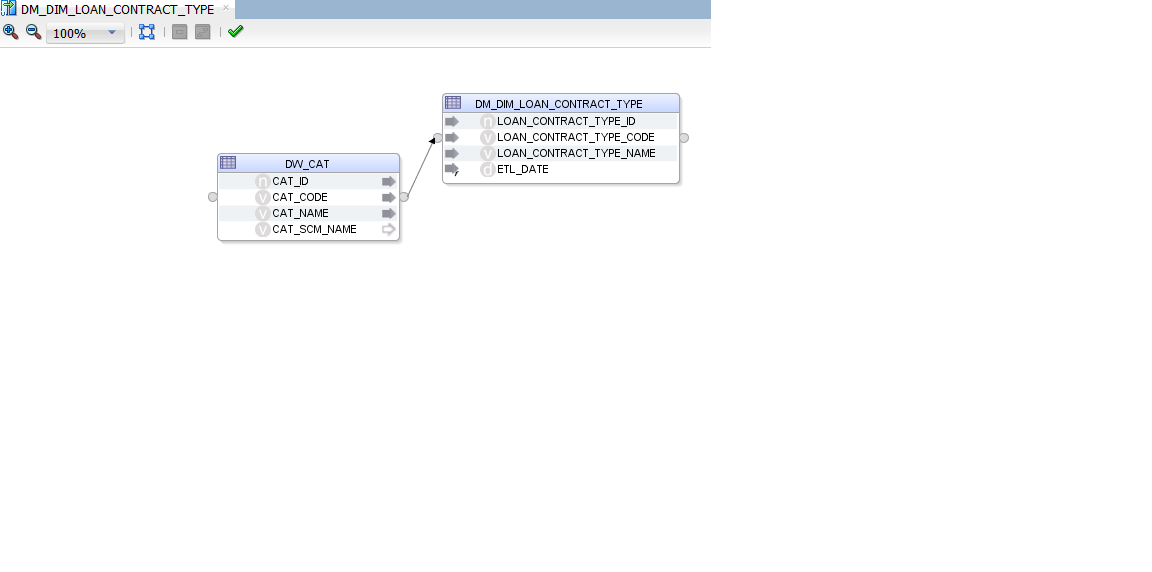 DM_DIM_LOAN_CONTRACT_TYPE
100%
DM_DIM_LOAN_CONTRACT_TYPE
n LOAN_CONTRACT_TYPE_ID
v LOAN_CONTRACT_TYPE_CODE
v LOAN_CONTRACT_TYPE_NAME
d ETL_DATE
DW_CAT
n CAT_ID
v CAT_CODE
v CAT_NAME
v CAT_SCM_NAME